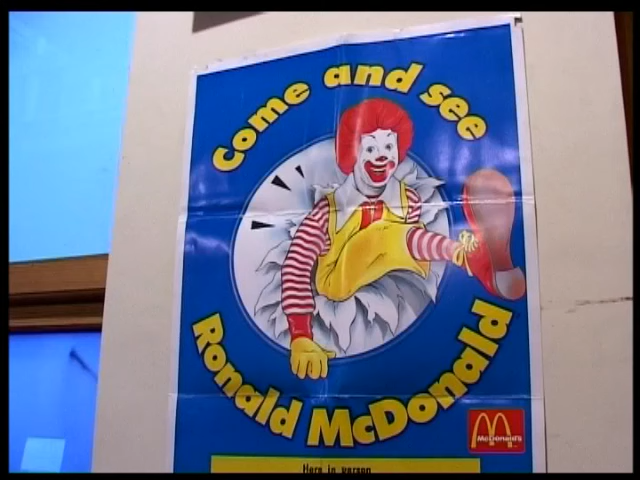 Come and see
Ronald McDonald
McDonald's
Here in person